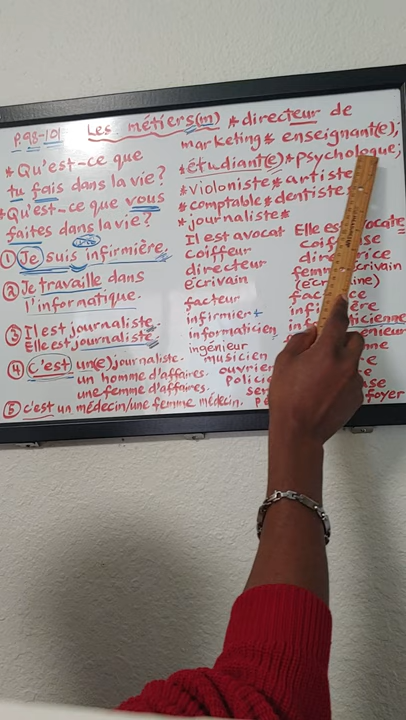 P.98-101 Les métiers(m)
* Qu'est-ce que
tu fais dans la vie?
* Qu'est-ce que vous
faites dans la vie?
① Je suis infirmière.
② Je travaille dans
l'informatique.
③ Il est journaliste.
Elle est journaliste.
④ c'est un(e) journaliste.
un homme d'affaires.
une femme d'affaires.
⑤ c'est un médecin/une femme médecin.
* directeur de
marketing * enseignant(e);
* étudiant(e) * psychologue;
* violoniste * artiste
* comptable * dentiste
* journaliste *
Il est avocat
coiffeur
directeur
écrivain
facteur
infirmier
informaticien
ingénieur
musicien
ouvrier
Elle est
femme